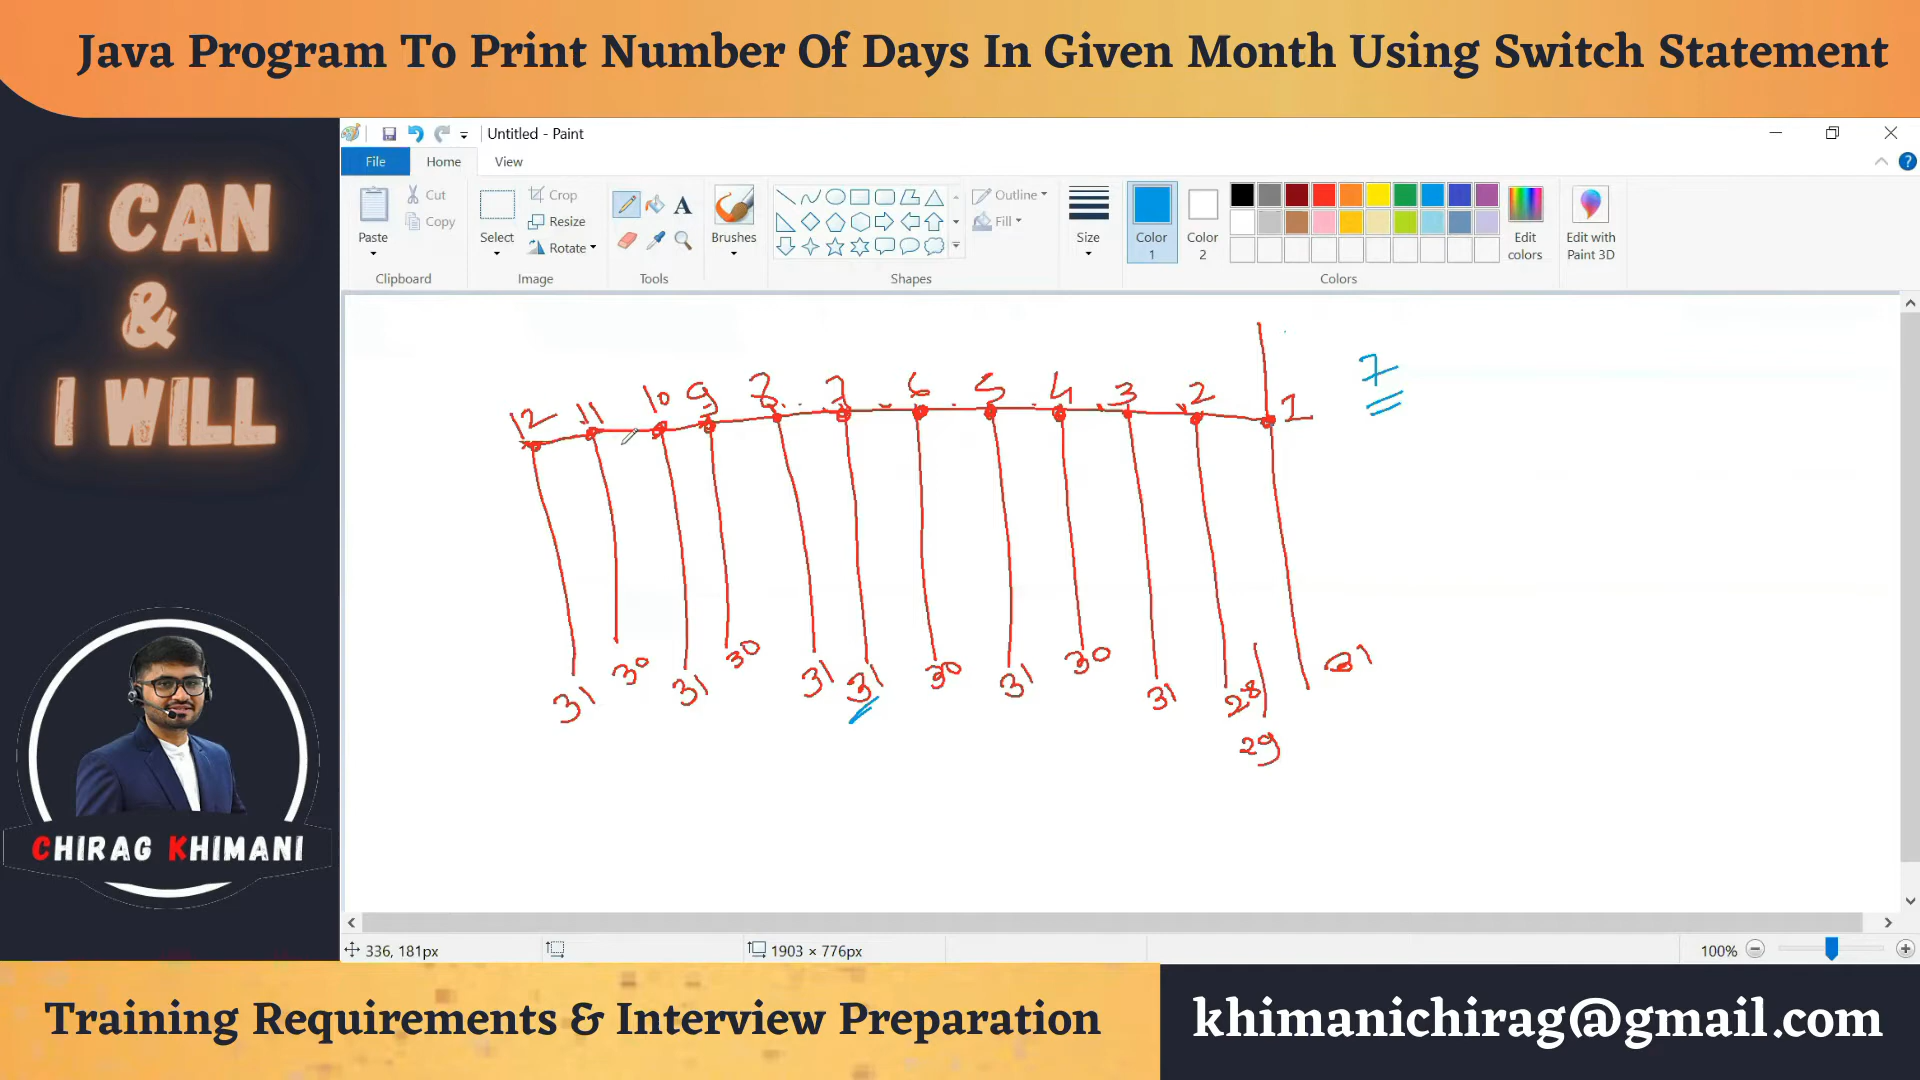 Java Program To Print Number Of Days In Given Month Using Switch Statement
I CAN
&
I WILL
CHIRAG KHIMANI
Untitled - Paint
File Home View
Paste
Cut
Copy
Clipboard
Select
Crop
Resize
Rotate
Image
A
Tools
Brushes
Outline
Fill
Shapes
Size
Color 1
Color 2
Edit colors
Edit with Paint 3D
Colors
7
12 11 10 9 8 7 6 5 4 3 2 1
31 30 31 30 31 31 30 31 30 31 28 31
29
336, 181px
1903 × 776px
100%
Training Requirements & Interview Preparation
khimanichirag@gmail.com